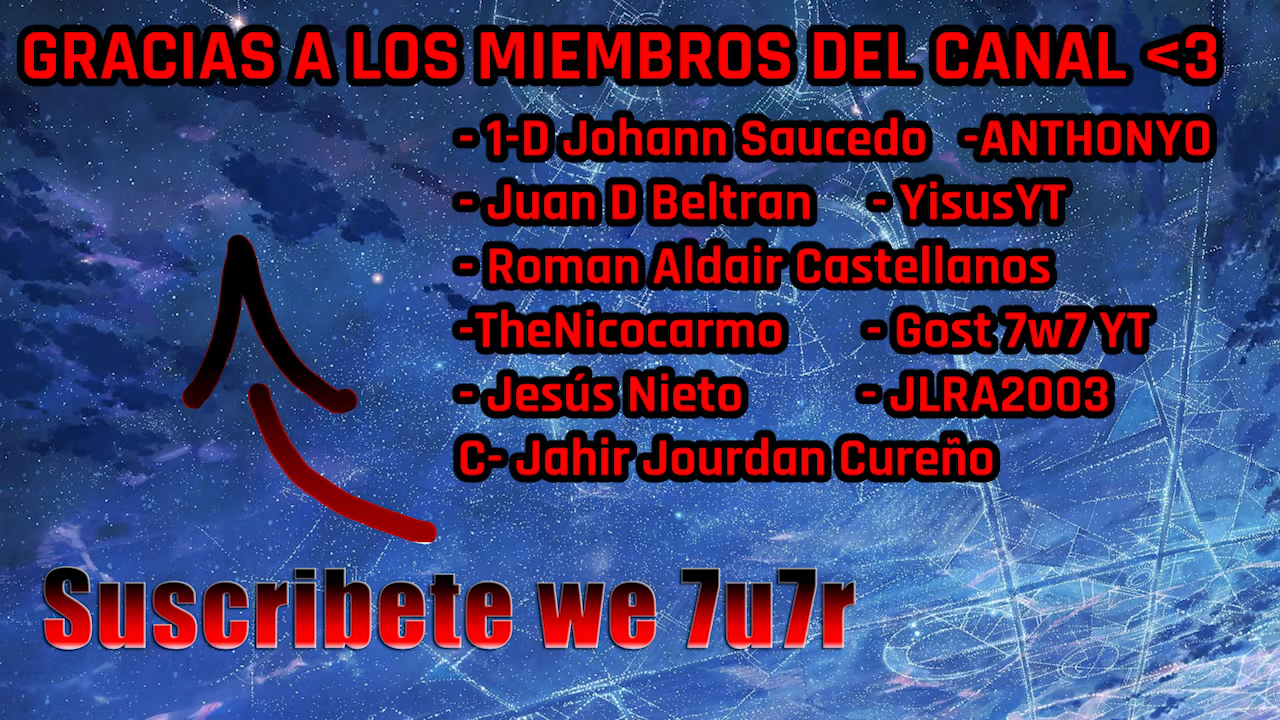 GRACIAS A LOS MIEMBROS DEL CANAL <3
- 1-D Johann Saucedo -ANTHONYO
- Juan D Beltran - YisusYT
- Roman Aldair Castellanos
-TheNicocarmo - Gost 7w7 YT
- Jesús Nieto - JLRA2003
C- Jahir Jourdan Cureño
Suscribete we 7u7r